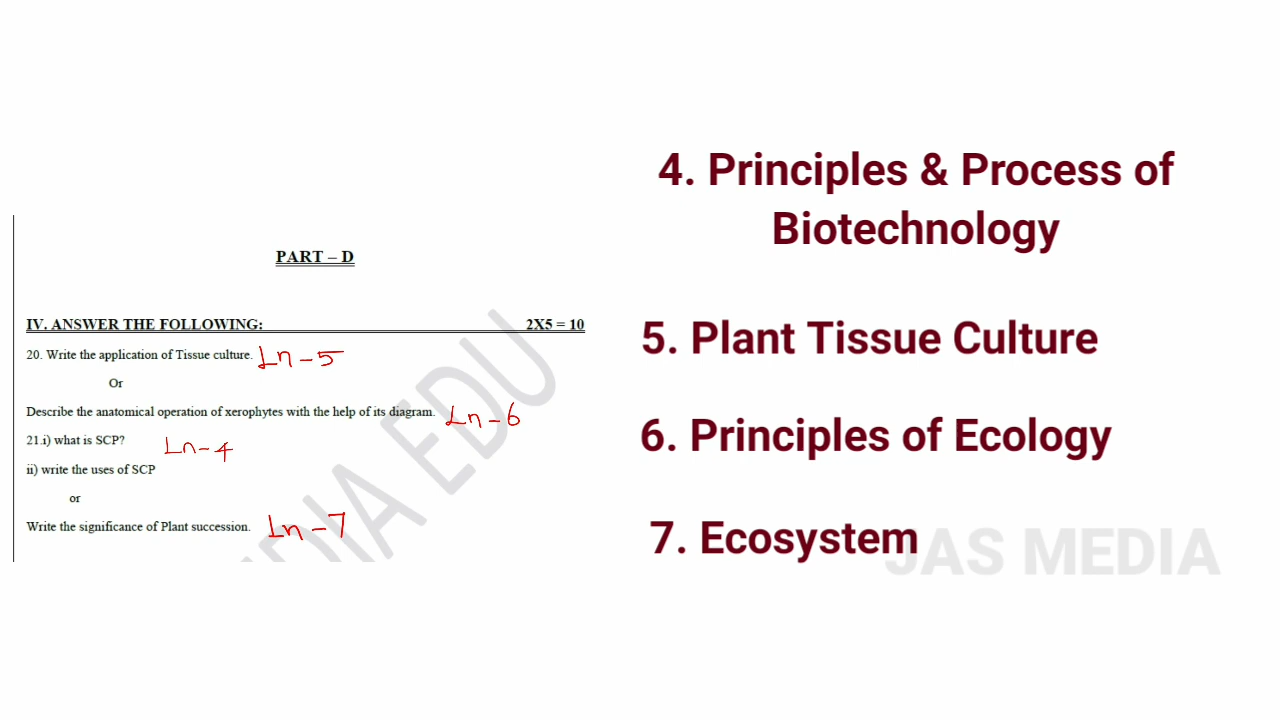 PART – D
IV. ANSWER THE FOLLOWING: 2X5 = 10
20. Write the application of Tissue culture. Ln – 5
Or
Describe the anatomical operation of xerophytes with the help of its diagram. Ln – 6
21.i) what is SCP? Ln – 4
ii) write the uses of SCP
or
Write the significance of Plant succession. Ln – 7
MEDIA EDU
4. Principles & Process of
Biotechnology
5. Plant Tissue Culture
6. Principles of Ecology
7. Ecosystem
JAS MEDIA